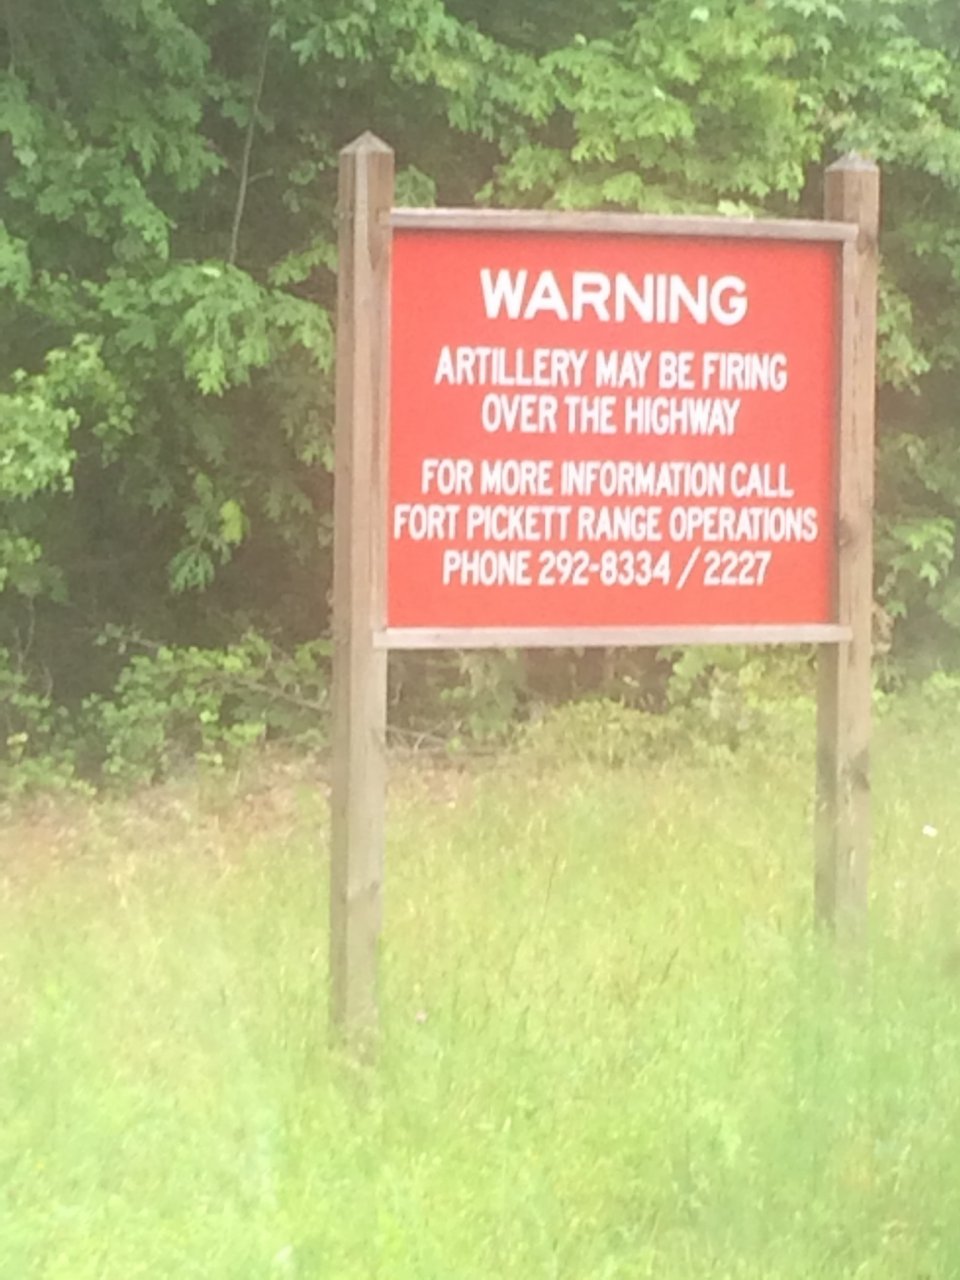 WARNING
ARTILLERY MAY BE FIRING
OVER THE HIGHWAY
FOR MORE INFORMATION CALL
FORT PICKETT RANGE OPERATIONS
PHONE 292-8334 / 2227